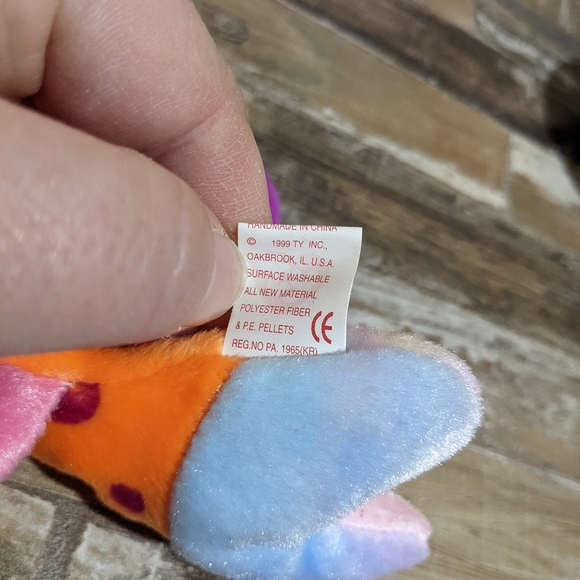 HANDMADE IN CHINA
© 1999 TY INC.,
OAKBROOK, IL. U.S.A.
SURFACE WASHABLE
ALL NEW MATERIAL
POLYESTER FIBER
& P.E. PELLETS
CE
REG.NO PA. 1965(KR)